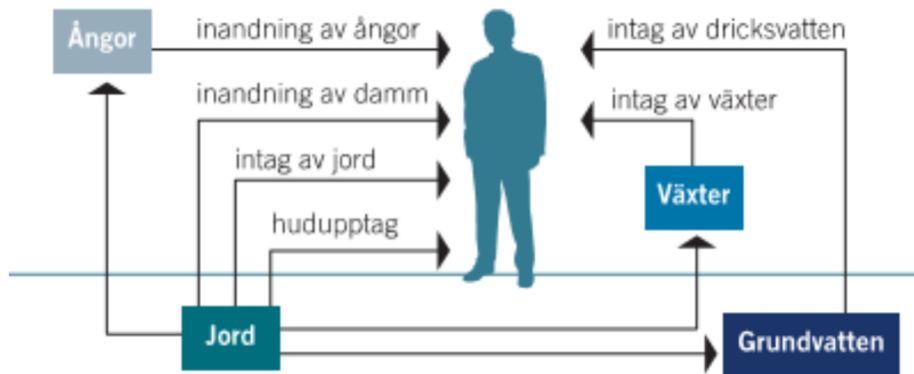 Ångor
inandning av ångor
intag av dricksvatten
inandning av damm
intag av växter
intag av jord
Växter
hudupptag
Jord
Grundvatten